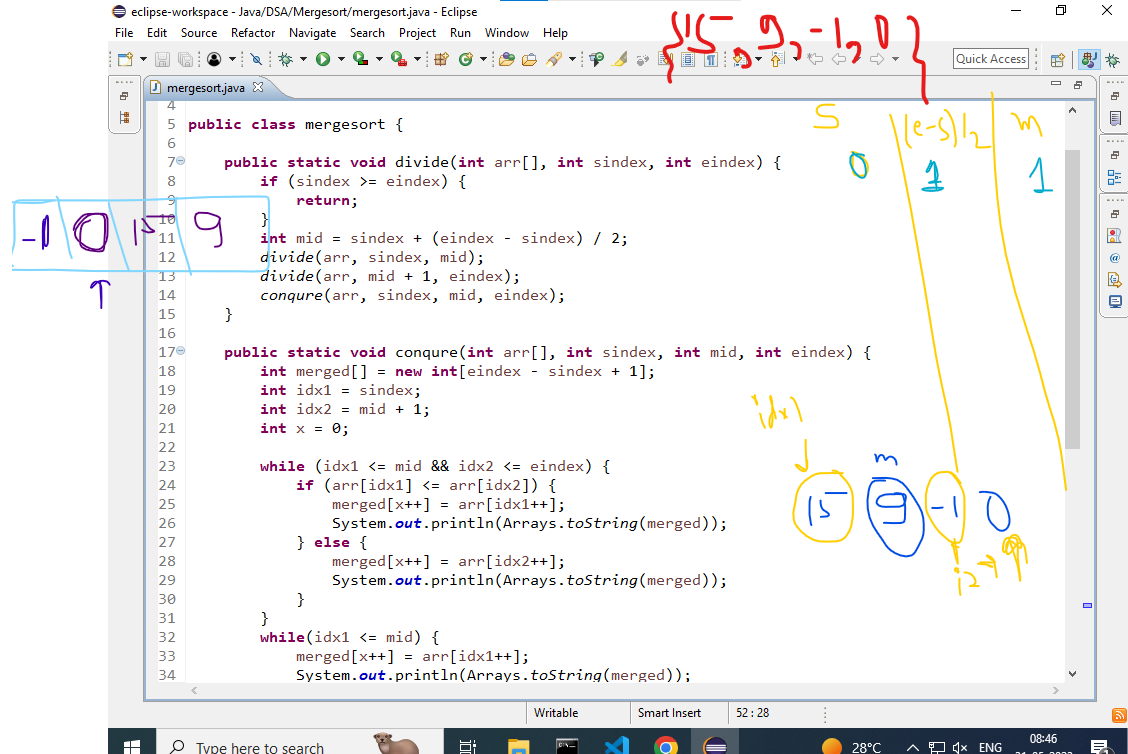 eclipse-workspace - Java/DSA/Mergesort/mergesort.java - Eclipse
File Edit Source Refactor Navigate Search Project Run Window Help
{15, 9, -1, 0}
Quick Access
mergesort.java
S (e-s)/2 m
0 1 1
4
5 public class mergesort {
6
7 public static void divide(int arr[], int sindex, int eindex) {
8 if (sindex >= eindex) {
9 return;
10 }
11 int mid = sindex + (eindex - sindex) / 2;
12 divide(arr, sindex, mid);
13 divide(arr, mid + 1, eindex);
14 conqure(arr, sindex, mid, eindex);
15 }
16
17 public static void conqure(int arr[], int sindex, int mid, int eindex) {
18 int merged[] = new int[eindex - sindex + 1];
19 int idx1 = sindex;
20 int idx2 = mid + 1;
21 int x = 0;
22
23 while (idx1 <= mid && idx2 <= eindex) {
24 if (arr[idx1] <= arr[idx2]) {
25 merged[x++] = arr[idx1++];
26 System.out.println(Arrays.toString(merged));
27 } else {
28 merged[x++] = arr[idx2++];
29 System.out.println(Arrays.toString(merged));
30 }
31 }
32 while(idx1 <= mid) {
33 merged[x++] = arr[idx1++];
34 System.out.println(Arrays.toString(merged));
-1 0 15 9
idx1
m
15 9 -1 0
i2
Writable Smart Insert 52 : 28
Type here to search
28°C ENG 08:46